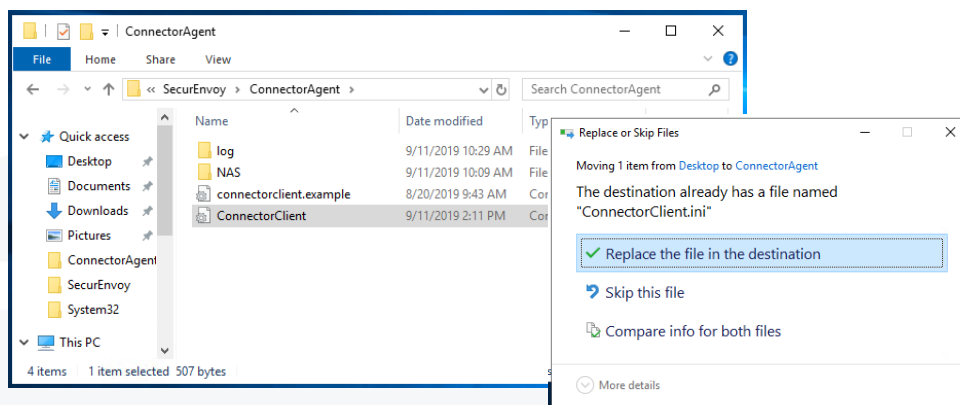 ConnectorAgent
File Home Share View
« SecurEnvoy > ConnectorAgent > Search ConnectorAgent
Name Date modified Typ
Quick access
Desktop
Documents
Downloads
Pictures
ConnectorAgent
SecurEnvoy
System32
This PC
log 9/11/2019 10:29 AM File
NAS 9/11/2019 10:09 AM File
connectorclient.example 8/20/2019 9:43 AM Cor
ConnectorClient 9/11/2019 2:11 PM Cor
4 items 1 item selected 507 bytes
Replace or Skip Files
Moving 1 item from Desktop to ConnectorAgent
The destination already has a file named
"ConnectorClient.ini"
Replace the file in the destination
Skip this file
Compare info for both files
More details